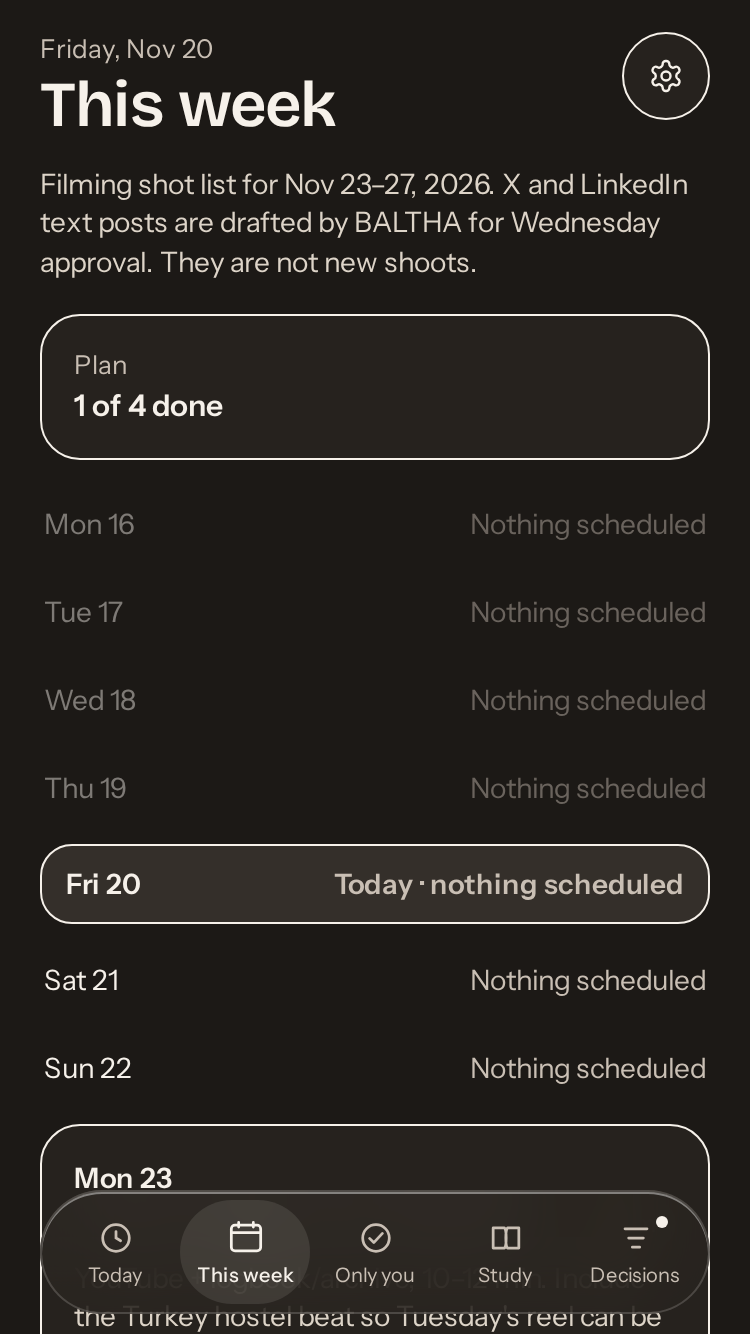 Friday, Nov 20
This week
Filming shot list for Nov 23–27, 2026. X and LinkedIn
text posts are drafted by BALTHA for Wednesday
approval. They are not new shoots.
Plan
1 of 4 done
Mon 16 Nothing scheduled
Tue 17 Nothing scheduled
Wed 18 Nothing scheduled
Thu 19 Nothing scheduled
Fri 20 Today · nothing scheduled
Sat 21 Nothing scheduled
Sun 22 Nothing scheduled
Mon 23
Today This week Only you Study Decisions
the Turkey hostel beat so Tuesday's reel can be